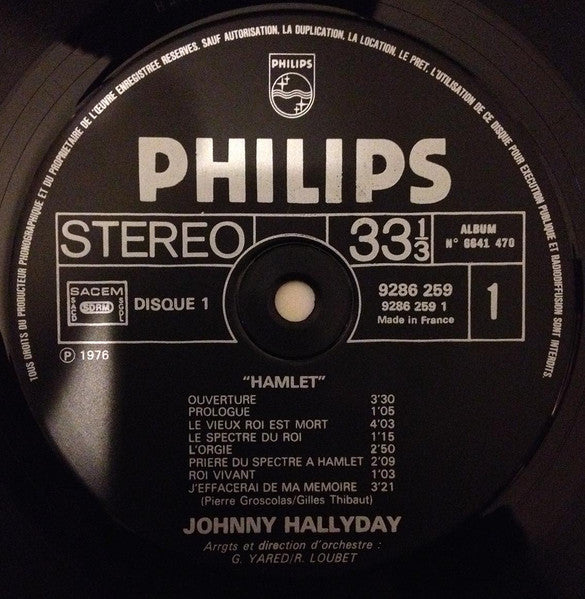 TOUS DROITS DU PRODUCTEUR PHONOGRAPHIQUE ET DU PROPRIETAIRE DE L'ŒUVRE ENREGISTREE RESERVES. SAUF AUTORISATION, LA DUPLICATION, LA LOCATION, LE PRET, L'UTILISATION DE CE DISQUE POUR EXECUTION PUBLIQUE ET RADIODIFFUSION SONT INTERDITS.
PHILIPS
PHILIPS
STEREO
33 1/3
ALBUM
N° 6641 470
SACEM
SACD SDRM SGDL
DISQUE 1
9286 259
9286 259 1
Made in France
1
Ⓟ 1976
"HAMLET"
OUVERTURE 3'30
PROLOGUE 1'05
LE VIEUX ROI EST MORT 4'03
LE SPECTRE DU ROI 1'15
L'ORGIE 2'50
PRIERE DU SPECTRE A HAMLET 2'09
ROI VIVANT 1'03
J'EFFACERAI DE MA MEMOIRE 3'21
(Pierre Groscolas/Gilles Thibaut)
JOHNNY HALLYDAY
Arrgts et direction d'orchestre :
G. YARED/R. LOUBET